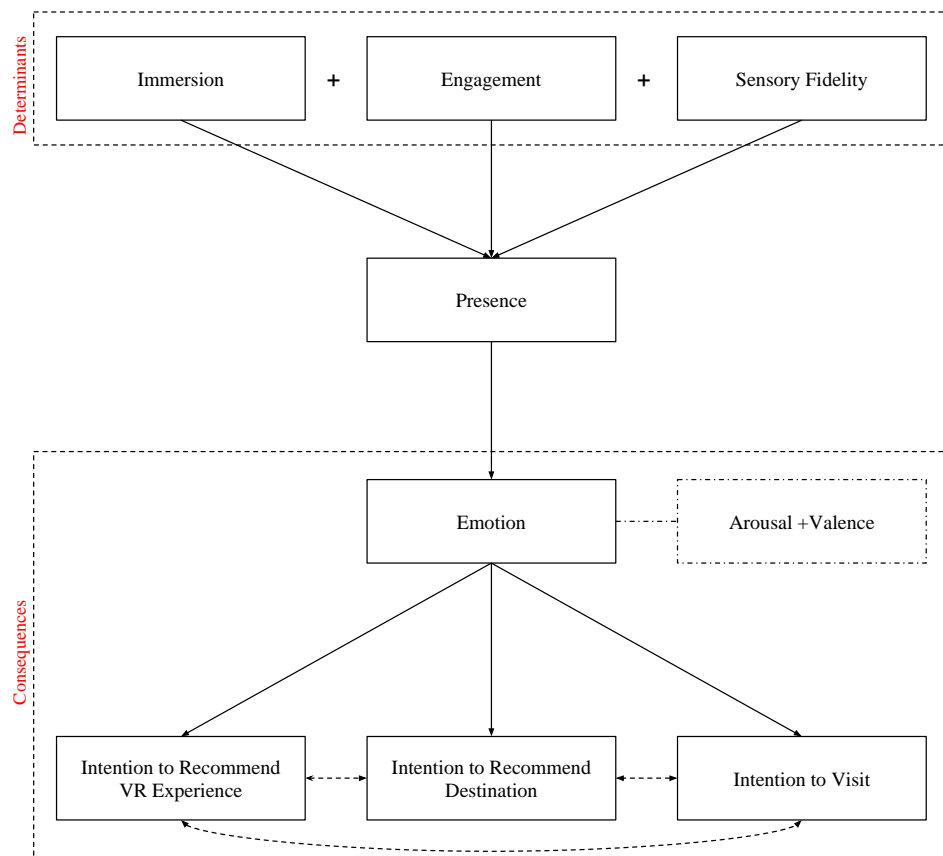 Determinants
Immersion
+
Engagement
+
Sensory Fidelity
Presence
Consequences
Emotion
Arousal +Valence
Intention to Recommend
VR Experience
Intention to Recommend
Destination
Intention to Visit